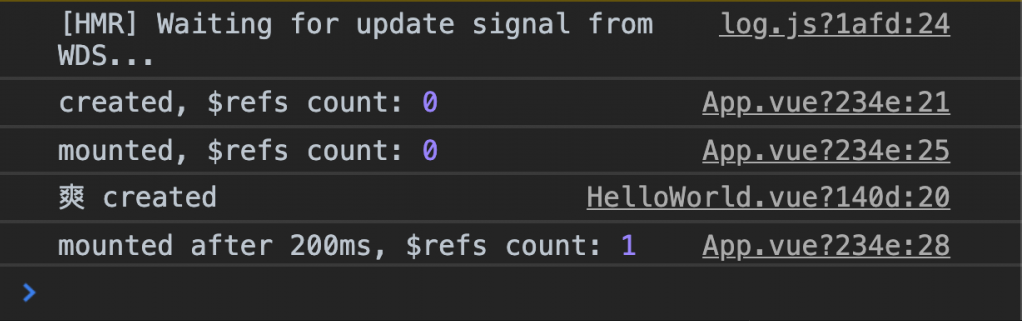 [HMR] Waiting for update signal from log.js?1afd:24
WDS...
created, $refs count: 0 App.vue?234e:21
mounted, $refs count: 0 App.vue?234e:25
爽 created HelloWorld.vue?140d:20
mounted after 200ms, $refs count: 1 App.vue?234e:28